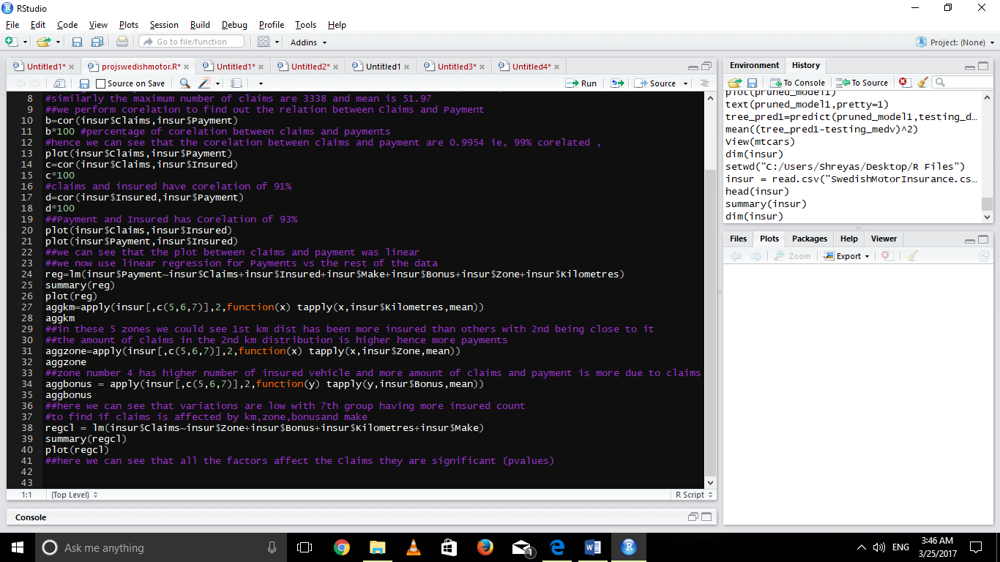 RStudio
File Edit Code View Plots Session Build Debug Profile Tools Help
Go to file/function Addins Project: (None)
Untitled1* projswedishmotor.R* Untitled1* Untitled2* Untitled1 Untitled3* Untitled4*
Source on Save Run Source
8 #similarly the maximum number of claims are 3338 and mean is 51.97
9 ##we perform corelation to find out the relation between Claims and Payment
10 b=cor(insur$Claims,insur$Payment)
11 b*100 #percentage of corelation between claims and payments
12 #hence we can see that the corelation between claims and payment are 0.9954 ie, 99% corelated ,
13 plot(insur$Claims,insur$Payment)
14 c=cor(insur$Claims,insur$Insured)
15 c*100
16 #claims and insured have corelation of 91%
17 d=cor(insur$Insured,insur$Payment)
18 d*100
19 ##Payment and Insured has Corelation of 93%
20 plot(insur$Claims,insur$Insured)
21 plot(insur$Payment,insur$Insured)
22 ##we can see that the plot between claims and payment was linear
23 ##we now use linear regression for Payments vs the rest of the data
24 reg=lm(insur$Payment~insur$Claims+insur$Insured+insur$Make+insur$Bonus+insur$Zone+insur$Kilometres)
25 summary(reg)
26 plot(reg)
27 aggkm=apply(insur[,c(5,6,7)],2,function(x) tapply(x,insur$Kilometres,mean))
28 aggkm
29 ##in these 5 zones we could see 1st km dist has been more insured than others with 2nd being close to it
30 ##the amount of claims in the 2nd km distribution is higher hence more payments
31 aggzone=apply(insur[,c(5,6,7)],2,function(x) tapply(x,insur$Zone,mean))
32 aggzone
33 ##zone number 4 has higher number of insured vehicle and more amount of claims and payment is more due to claims
34 aggbonus = apply(insur[,c(5,6,7)],2,function(y) tapply(y,insur$Bonus,mean))
35 aggbonus
36 ##here we can see that variations are low with 7th group having more insured count
37 #to find if claims is affected by km,zone,bonusand make
38 regcl = lm(insur$Claims~insur$Zone+insur$Bonus+insur$Kilometres+insur$Make)
39 summary(regcl)
40 plot(regcl)
41 ##here we can see that all the factors affect the Claims they are significant (pvalues)
42
43
1:1 (Top Level) R Script
Console
Environment History
To Console To Source
plot(pruned_model1)
text(pruned_model1,pretty=1)
tree_pred1=predict(pruned_model1,testing_d…
mean((tree_pred1-testing_medv)^2)
View(mtcars)
dim(insur)
setwd("C:/Users/Shreyas/Desktop/R Files")
insur = read.csv("SwedishMotorInsurance.cs…
head(insur)
summary(insur)
dim(insur)
Files Plots Packages Help Viewer
Zoom Export
Ask me anything
1
ENG
3:46 AM
3/25/2017